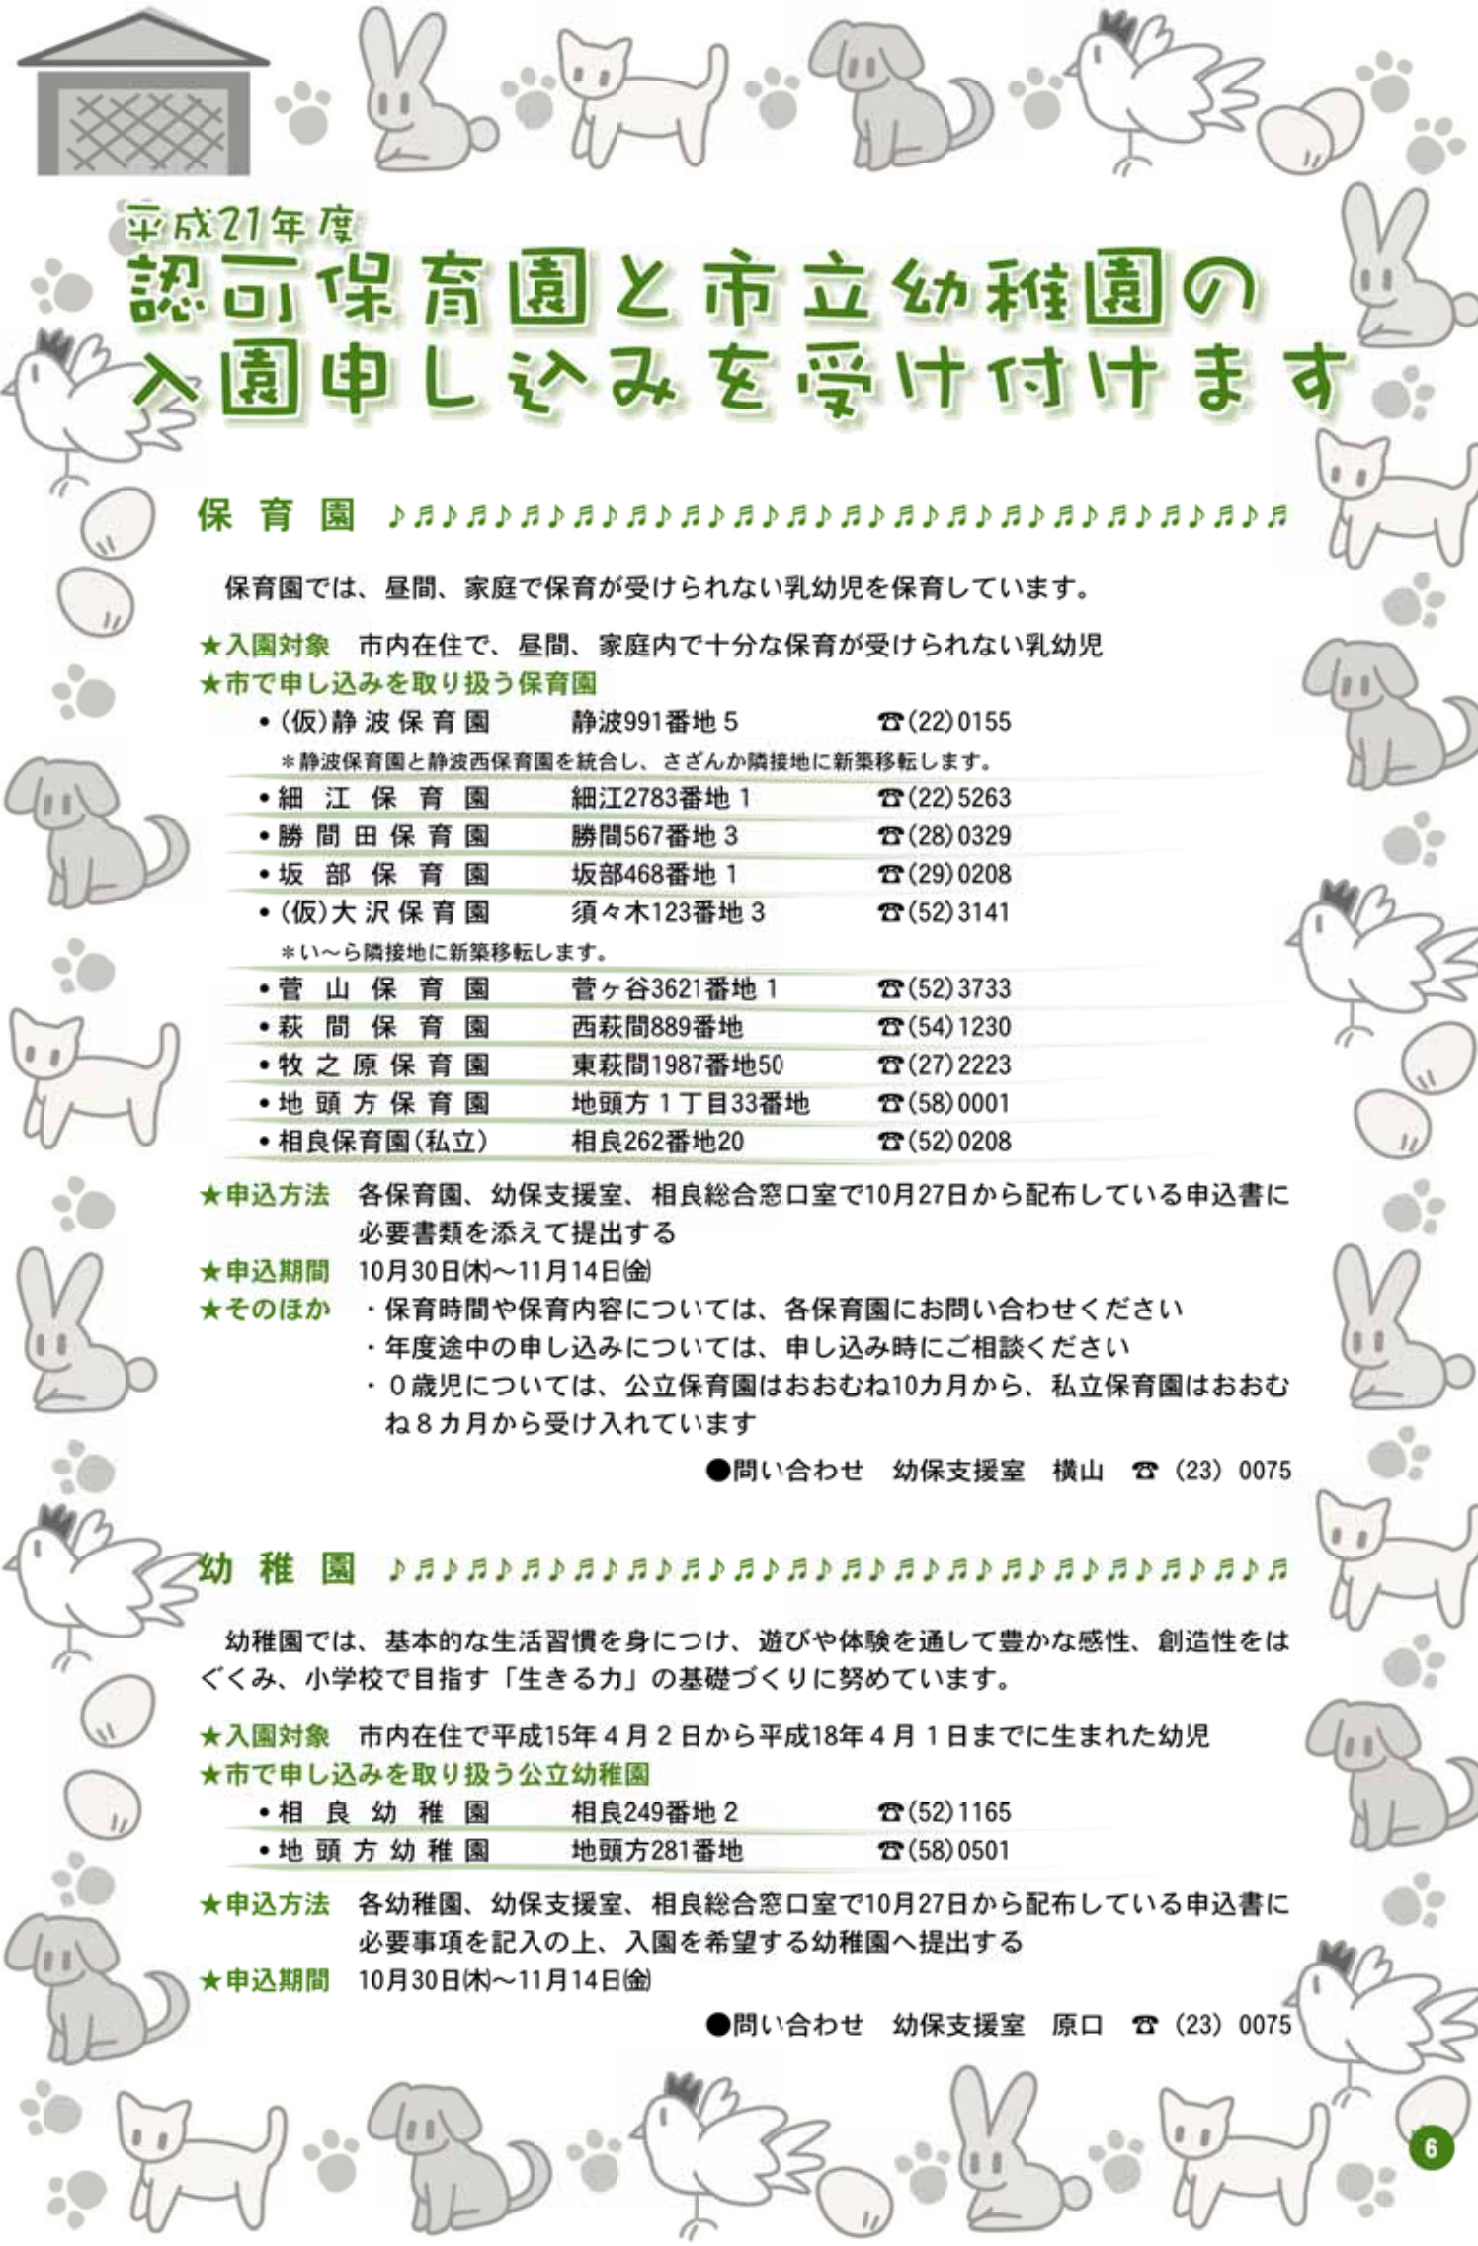 平成21年度
認可保育園と市立幼稚園の
入園申し込みを受け付けます
保育園 ♪♬♪♬♪♬♪♬♪♬♪♬♪♬♪♬♪♬♪♬♪♬♪♬♪♬♪♬♪♬♪♬♪♬
保育園では、昼間、家庭で保育が受けられない乳幼児を保育しています。
★入園対象　市内在住で、昼間、家庭内で十分な保育が受けられない乳幼児
★市で申し込みを取り扱う保育園
•(仮)静波保育園　静波991番地5　☎(22)0155
＊静波保育園と静波西保育園を統合し、さざんか隣接地に新築移転します。
•細江保育園　細江2783番地1　☎(22)5263
•勝間田保育園　勝間567番地3　☎(28)0329
•坂部保育園　坂部468番地1　☎(29)0208
•(仮)大沢保育園　須々木123番地3　☎(52)3141
＊い～ら隣接地に新築移転します。
•菅山保育園　菅ヶ谷3621番地1　☎(52)3733
•萩間保育園　西萩間889番地　☎(54)1230
•牧之原保育園　東萩間1987番地50　☎(27)2223
•地頭方保育園　地頭方1丁目33番地　☎(58)0001
•相良保育園(私立)　相良262番地20　☎(52)0208
★申込方法　各保育園、幼保支援室、相良総合窓口室で10月27日から配布している申込書に
必要書類を添えて提出する
★申込期間　10月30日㈭～11月14日㈮
★そのほか　・保育時間や保育内容については、各保育園にお問い合わせください
・年度途中の申し込みについては、申し込み時にご相談ください
・０歳児については、公立保育園はおおむね10カ月から、私立保育園はおおむ
ね８カ月から受け入れています
●問い合わせ　幼保支援室　横山　☎（23）0075
幼稚園 ♪♬♪♬♪♬♪♬♪♬♪♬♪♬♪♬♪♬♪♬♪♬♪♬♪♬♪♬♪♬♪♬♪♬
幼稚園では、基本的な生活習慣を身につけ、遊びや体験を通して豊かな感性、創造性をは
ぐくみ、小学校で目指す「生きる力」の基礎づくりに努めています。
★入園対象　市内在住で平成15年４月２日から平成18年４月１日までに生まれた幼児
★市で申し込みを取り扱う公立幼稚園
•相良幼稚園　相良249番地2　☎(52)1165
•地頭方幼稚園　地頭方281番地　☎(58)0501
★申込方法　各幼稚園、幼保支援室、相良総合窓口室で10月27日から配布している申込書に
必要事項を記入の上、入園を希望する幼稚園へ提出する
★申込期間　10月30日㈭～11月14日㈮
●問い合わせ　幼保支援室　原口　☎（23）0075
6